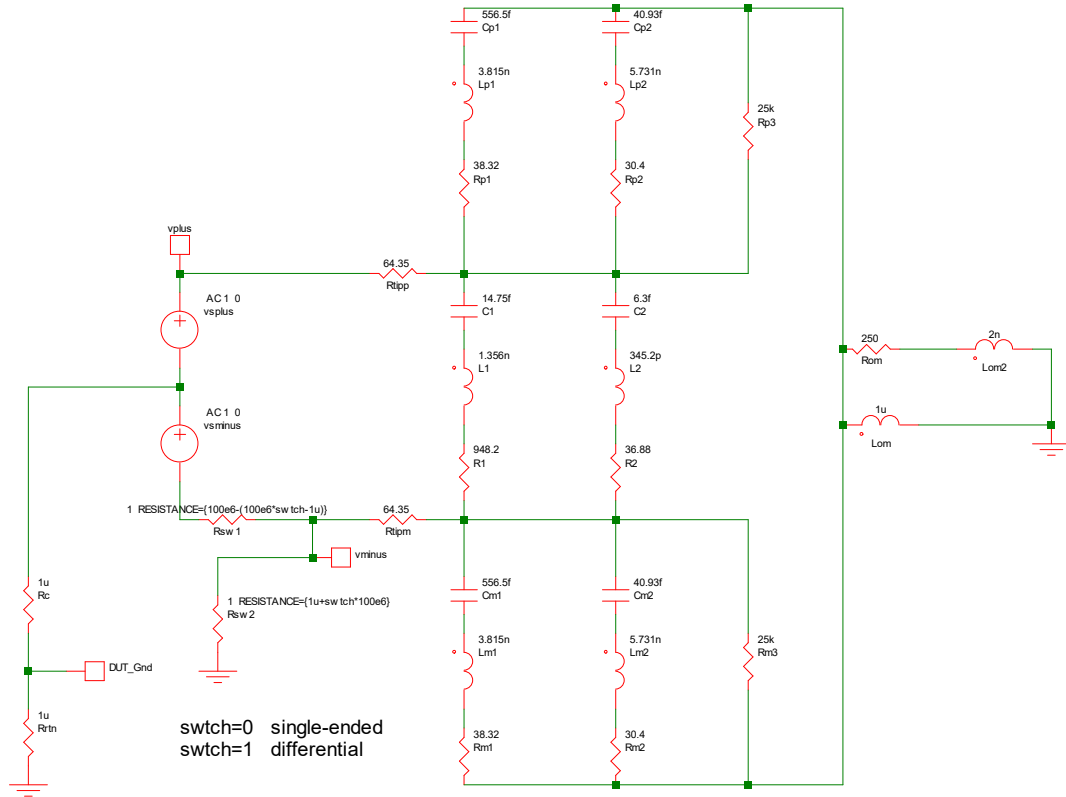 556.5f
Cp1
40.93f
Cp2
3.815n
Lp1
5.731n
Lp2
25k
Rp3
38.32
Rp1
30.4
Rp2
vplus
64.35
Rtipp
AC 1 0
vsplus
14.75f
C1
6.3f
C2
250
Rom
2n
Lom2
1.356n
L1
345.2p
L2
AC 1 0
vsminus
1u
Lom
948.2
R1
36.88
R2
1 RESISTANCE={100e6-(100e6*swtch-1u)}
Rsw1
64.35
Rtipm
vminus
1u
Rc
1 RESISTANCE={1u+swtch*100e6}
Rsw2
556.5f
Cm1
40.93f
Cm2
3.815n
Lm1
5.731n
Lm2
25k
Rm3
DUT_Gnd
1u
Rrtn
38.32
Rm1
30.4
Rm2
swtch=0 single-ended
swtch=1 differential